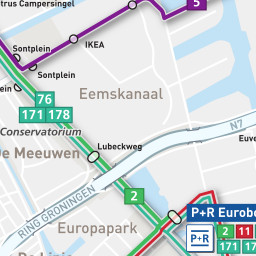 trus Campersingel
5
Sontplein
IKEA
Sontplein
76
171 178
Eemskanaal
Conservatorium
Lubeckweg
De Meeuwen
N7
RING GRONINGEN
2
P+R
P+R Eurobo
2 11
171 17
Europapark